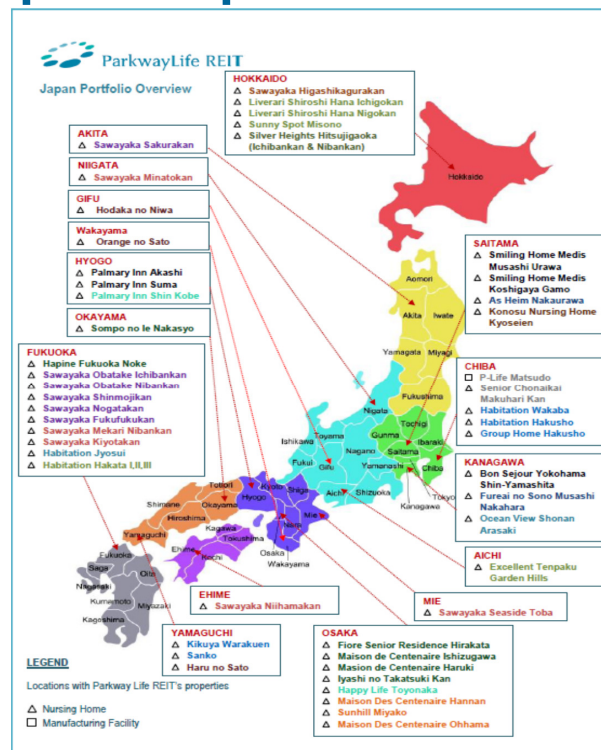 ParkwayLife REIT
Japan Portfolio Overview
HOKKAIDO
Sawayaka Higashikagurakan
Liverari Shiroshi Hana Ichigokan
Liverari Shiroshi Hana Nigokan
Sunny Spot Misono
Silver Heights Hitsujigaoka
(Ichibankan & Nibankan)
AKITA
Sawayaka Sakurakan
NIIGATA
Sawayaka Minatokan
GIFU
Hodaka no Niwa
Wakayama
Orange no Sato
HYOGO
Palmary Inn Akashi
Palmary Inn Suma
Palmary Inn Shin Kobe
OKAYAMA
Sompo no Ie Nakasyo
FUKUOKA
Hapine Fukuoka Noke
Sawayaka Obatake Ichibankan
Sawayaka Obatake Nibankan
Sawayaka Shinmojikan
Sawayaka Nogatakan
Sawayaka Fukufukukan
Sawayaka Mekari Nibankan
Sawayaka Kiyotakan
Habitation Jyosui
Habitation Hakata I,II,III
SAITAMA
Smiling Home Medis
Musashi Urawa
Smiling Home Medis
Koshigaya Gamo
As Heim Nakaurawa
Konosu Nursing Home
Kyoseien
CHIBA
P-Life Matsudo
Senior Chonaikai
Makuhari Kan
Habitation Wakaba
Habitation Hakusho
Group Home Hakusho
KANAGAWA
Bon Sejour Yokohama
Shin-Yamashita
Fureai no Sono Musashi
Nakahara
Ocean View Shonan
Arasaki
AICHI
Excellent Tenpaku
Garden Hills
MIE
Sawayaka Seaside Toba
EHIME
Sawayaka Niihamakan
YAMAGUCHI
Kikuya Warakuen
Sanko
Haru no Sato
OSAKA
Fiore Senior Residence Hirakata
Maison de Centenaire Ishizugawa
Masion de Centenaire Haruki
Iyashi no Takatsuki Kan
Happy Life Toyonaka
Maison Des Centenaire Hannan
Sunhill Miyako
Maison Des Centenaire Ohhama
Hokkaido
Aomori
Akita
Iwate
Yamagata
Miyagi
Fukushima
Niigata
Tochigi
Gunma
Ibaraki
Saitama
Chiba
Tokyo
Kanagawa
Ishikawa
Toyama
Nagano
Fukui
Gifu
Yamanashi
Aichi
Shizuoka
Kyoto
Shiga
Hyogo
Mie
Nara
Osaka
Wakayama
Tottori
Shimane
Okayama
Hiroshima
Yamaguchi
Kagawa
Tokushima
Ehime
Kochi
Fukuoka
Saga
Oita
Nagasaki
Kumamoto
Miyazaki
Kagoshima
LEGEND
Locations with Parkway Life REIT's properties
Nursing Home
Manufacturing Facility